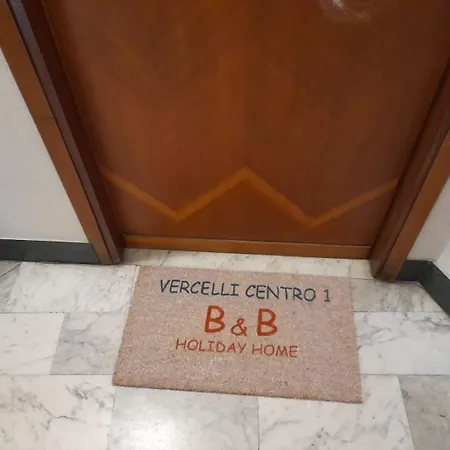 VERCELLI CENTRO 1
B & B
HOLIDAY HOME